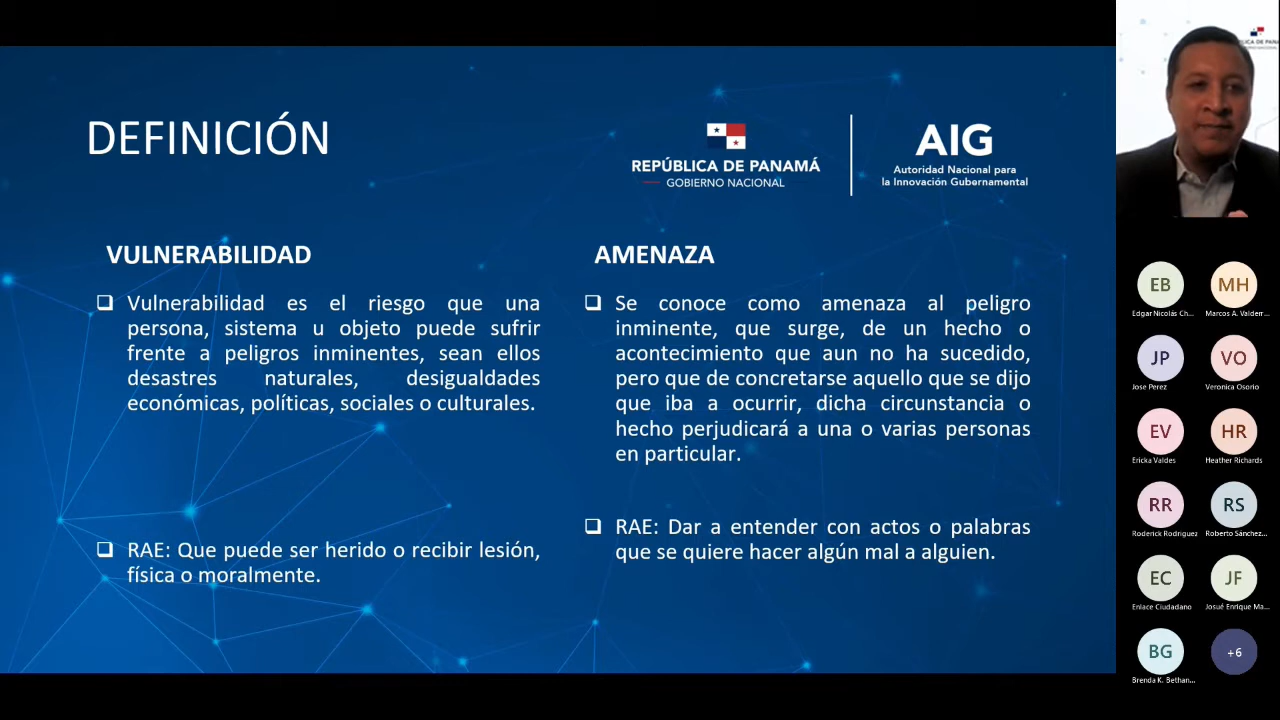 DEFINICIÓN
REPÚBLICA DE PANAMÁ
GOBIERNO NACIONAL
AIG
Autoridad Nacional para
la Innovación Gubernamental
VULNERABILIDAD
❑ Vulnerabilidad es el riesgo que una
persona, sistema u objeto puede sufrir
frente a peligros inminentes, sean ellos
desastres naturales, desigualdades
económicas, políticas, sociales o culturales.
❑ RAE: Que puede ser herido o recibir lesión,
física o moralmente.
AMENAZA
❑ Se conoce como amenaza al peligro
inminente, que surge, de un hecho o
acontecimiento que aun no ha sucedido,
pero que de concretarse aquello que se dijo
que iba a ocurrir, dicha circunstancia o
hecho perjudicará a una o varias personas
en particular.
❑ RAE: Dar a entender con actos o palabras
que se quiere hacer algún mal a alguien.
EB
Edgar Nicolás Ch...
MH
Marcos A. Valderr...
JP
Jose Perez
VO
Veronica Osorio
EV
Ericka Valdes
HR
Heather Richards
RR
Roderick Rodriguez
RS
Roberto Sánchez...
EC
Enlace Ciudadano
JF
Josué Enrique Ma...
BG
Brenda K. Bethan...
+6